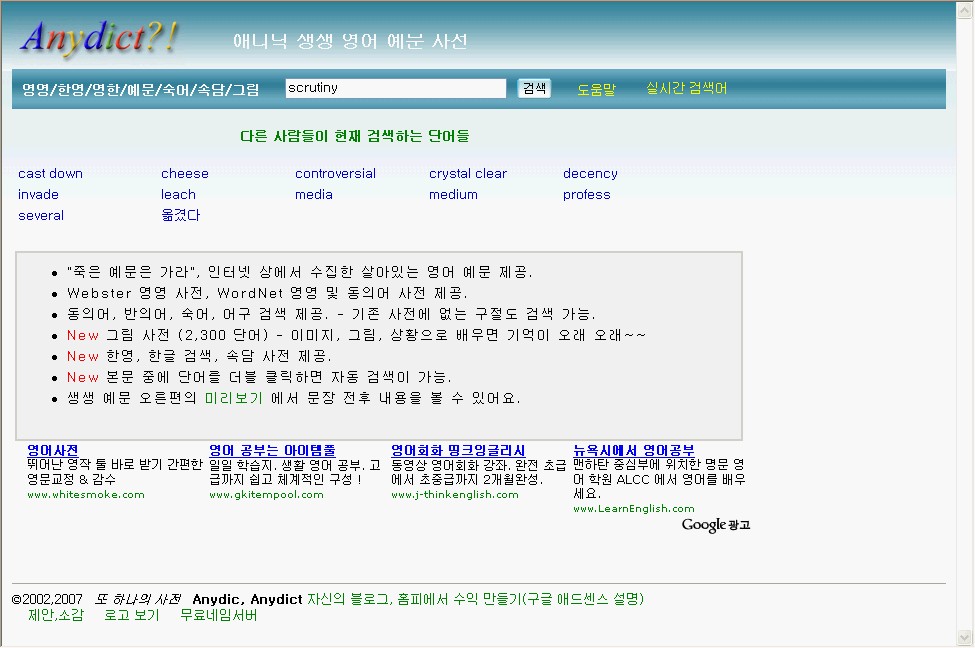 Anydict?!
애니딕 생생 영어 예문 사전
영영/한영/영한/예문/숙어/속담/그림 scrutiny 검색 도움말 실시간 검색어
다른 사람들이 현재 검색하는 단어들
cast down cheese controversial crystal clear decency
invade leach media medium profess
several 옮겼다
"죽은 예문은 가라", 인터넷 상에서 수집한 살아있는 영어 예문 제공.
Webster 영영 사전, WordNet 영영 및 동의어 사전 제공.
동의어, 반의어, 숙어, 어구 검색 제공. - 기존 사전에 없는 구절도 검색 가능.
New 그림 사전 (2,300 단어) - 이미지, 그림, 상황으로 배우면 기억이 오래 오래~~
New 한영, 한글 검색, 속담 사전 제공.
New 본문 중에 단어를 더블 클릭하면 자동 검색이 가능.
생생 예문 오른편의 미리보기 에서 문장 전후 내용을 볼 수 있어요.
영어사전
뛰어난 영작 툴 바로 받기 간편한
영문교정 & 감수
www.whitesmoke.com
영어 공부는 아이템풀
일일 학습지. 생활 영어 공부. 고
급까지 쉽고 체계적인 구성 !
www.gkitempool.com
영어회화 띵크잉글리시
동영상 영어회화 강좌. 완전 초급
에서 초중급까지 2개월완성.
www.j-thinkenglish.com
뉴욕시에서 영어공부
맨하탄 중심부에 위치한 명문 영
어 학원 ALCC 에서 영어를 배우
세요.
www.LearnEnglish.com
Google 광고
©2002,2007 또 하나의 사전 Anydic, Anydict 자신의 블로그, 홈피에서 수익 만들기(구글 애드센스 설명)
제안,소감 로고 보기 무료네임서버